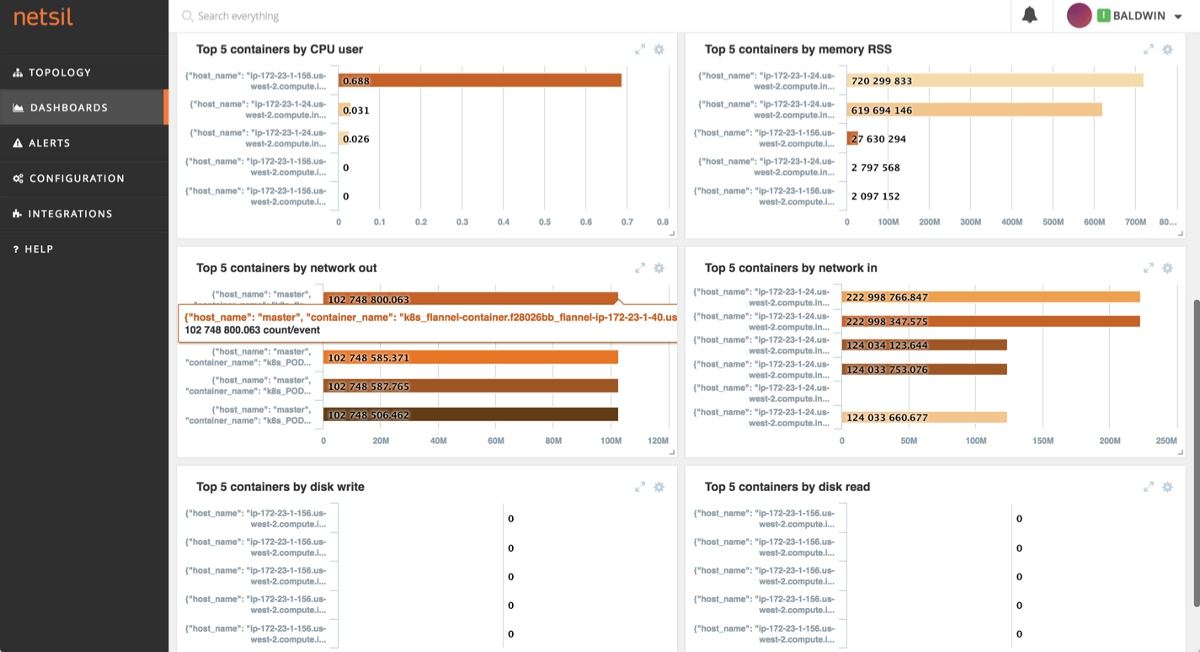 netsil
Search everything
I BALDWIN
TOPOLOGY
DASHBOARDS
ALERTS
CONFIGURATION
INTEGRATIONS
? HELP
Top 5 containers by CPU user
{"host_name": "ip-172-23-1-156.us-
west-2.compute.i...
0.688
{"host_name": "ip-172-23-1-24.us-
west-2.compute.in...
0.031
{"host_name": "ip-172-23-1-24.us-
west-2.compute.in...
0.026
{"host_name": "ip-172-23-1-156.us-
west-2.compute.i...
0
{"host_name": "ip-172-23-1-156.us-
west-2.compute.i...
0
0 0.1 0.2 0.3 0.4 0.5 0.6 0.7 0.8
Top 5 containers by memory RSS
{"host_name": "ip-172-23-1-24.us-
west-2.compute.in...
720 299 833
{"host_name": "ip-172-23-1-24.us-
west-2.compute.in...
619 694 146
{"host_name": "ip-172-23-1-156.us-
west-2.compute.i...
27 630 294
{"host_name": "ip-172-23-1-24.us-
west-2.compute.in...
2 797 568
{"host_name": "ip-172-23-1-156.us-
west-2.compute.i...
2 097 152
0 100M 200M 300M 400M 500M 600M 700M 80...
Top 5 containers by network out
{"host_name": "master",
102 748 800.063
{"host_name": "master", "container_name": "k8s_flannel-container.f28026bb_flannel-ip-172-23-1-40.us
102 748 800.063 count/event
{"host_name": "master",
"container_name": "k8s_POD...
102 748 585.371
{"host_name": "master",
"container_name": "k8s_POD...
102 748 587.765
{"host_name": "master",
"container_name": "k8s_POD...
102 748 506.462
0 20M 40M 60M 80M 100M 120M
Top 5 containers by network in
{"host_name": "ip-172-23-1-24.us-
west-2.compute.in...
222 998 766.847
{"host_name": "ip-172-23-1-24.us-
west-2.compute.in...
222 998 347.575
{"host_name": "ip-172-23-1-24.us-
west-2.compute.in...
124 034 123.644
{"host_name": "ip-172-23-1-24.us-
west-2.compute.in...
124 033 753.076
{"host_name": "ip-172-23-1-24.us-
west-2.compute.in...
{"host_name": "ip-172-23-1-24.us-
west-2.compute.in...
124 033 660.677
0 50M 100M 150M 200M 250M
Top 5 containers by disk write
{"host_name": "ip-172-23-1-156.us-
west-2.compute.i...
0
{"host_name": "ip-172-23-1-156.us-
west-2.compute.i...
0
{"host_name": "ip-172-23-1-156.us-
west-2.compute.i...
0
{"host_name": "ip-172-23-1-156.us-
west-2.compute.i...
0
{"host_name": "ip-172-23-1-156.us-
west-2.compute.i...
0
Top 5 containers by disk read
{"host_name": "ip-172-23-1-156.us-
west-2.compute.i...
0
{"host_name": "ip-172-23-1-156.us-
west-2.compute.i...
0
{"host_name": "ip-172-23-1-156.us-
west-2.compute.i...
0
{"host_name": "ip-172-23-1-156.us-
west-2.compute.i...
0
{"host_name": "ip-172-23-1-156.us-
west-2.compute.i...
0